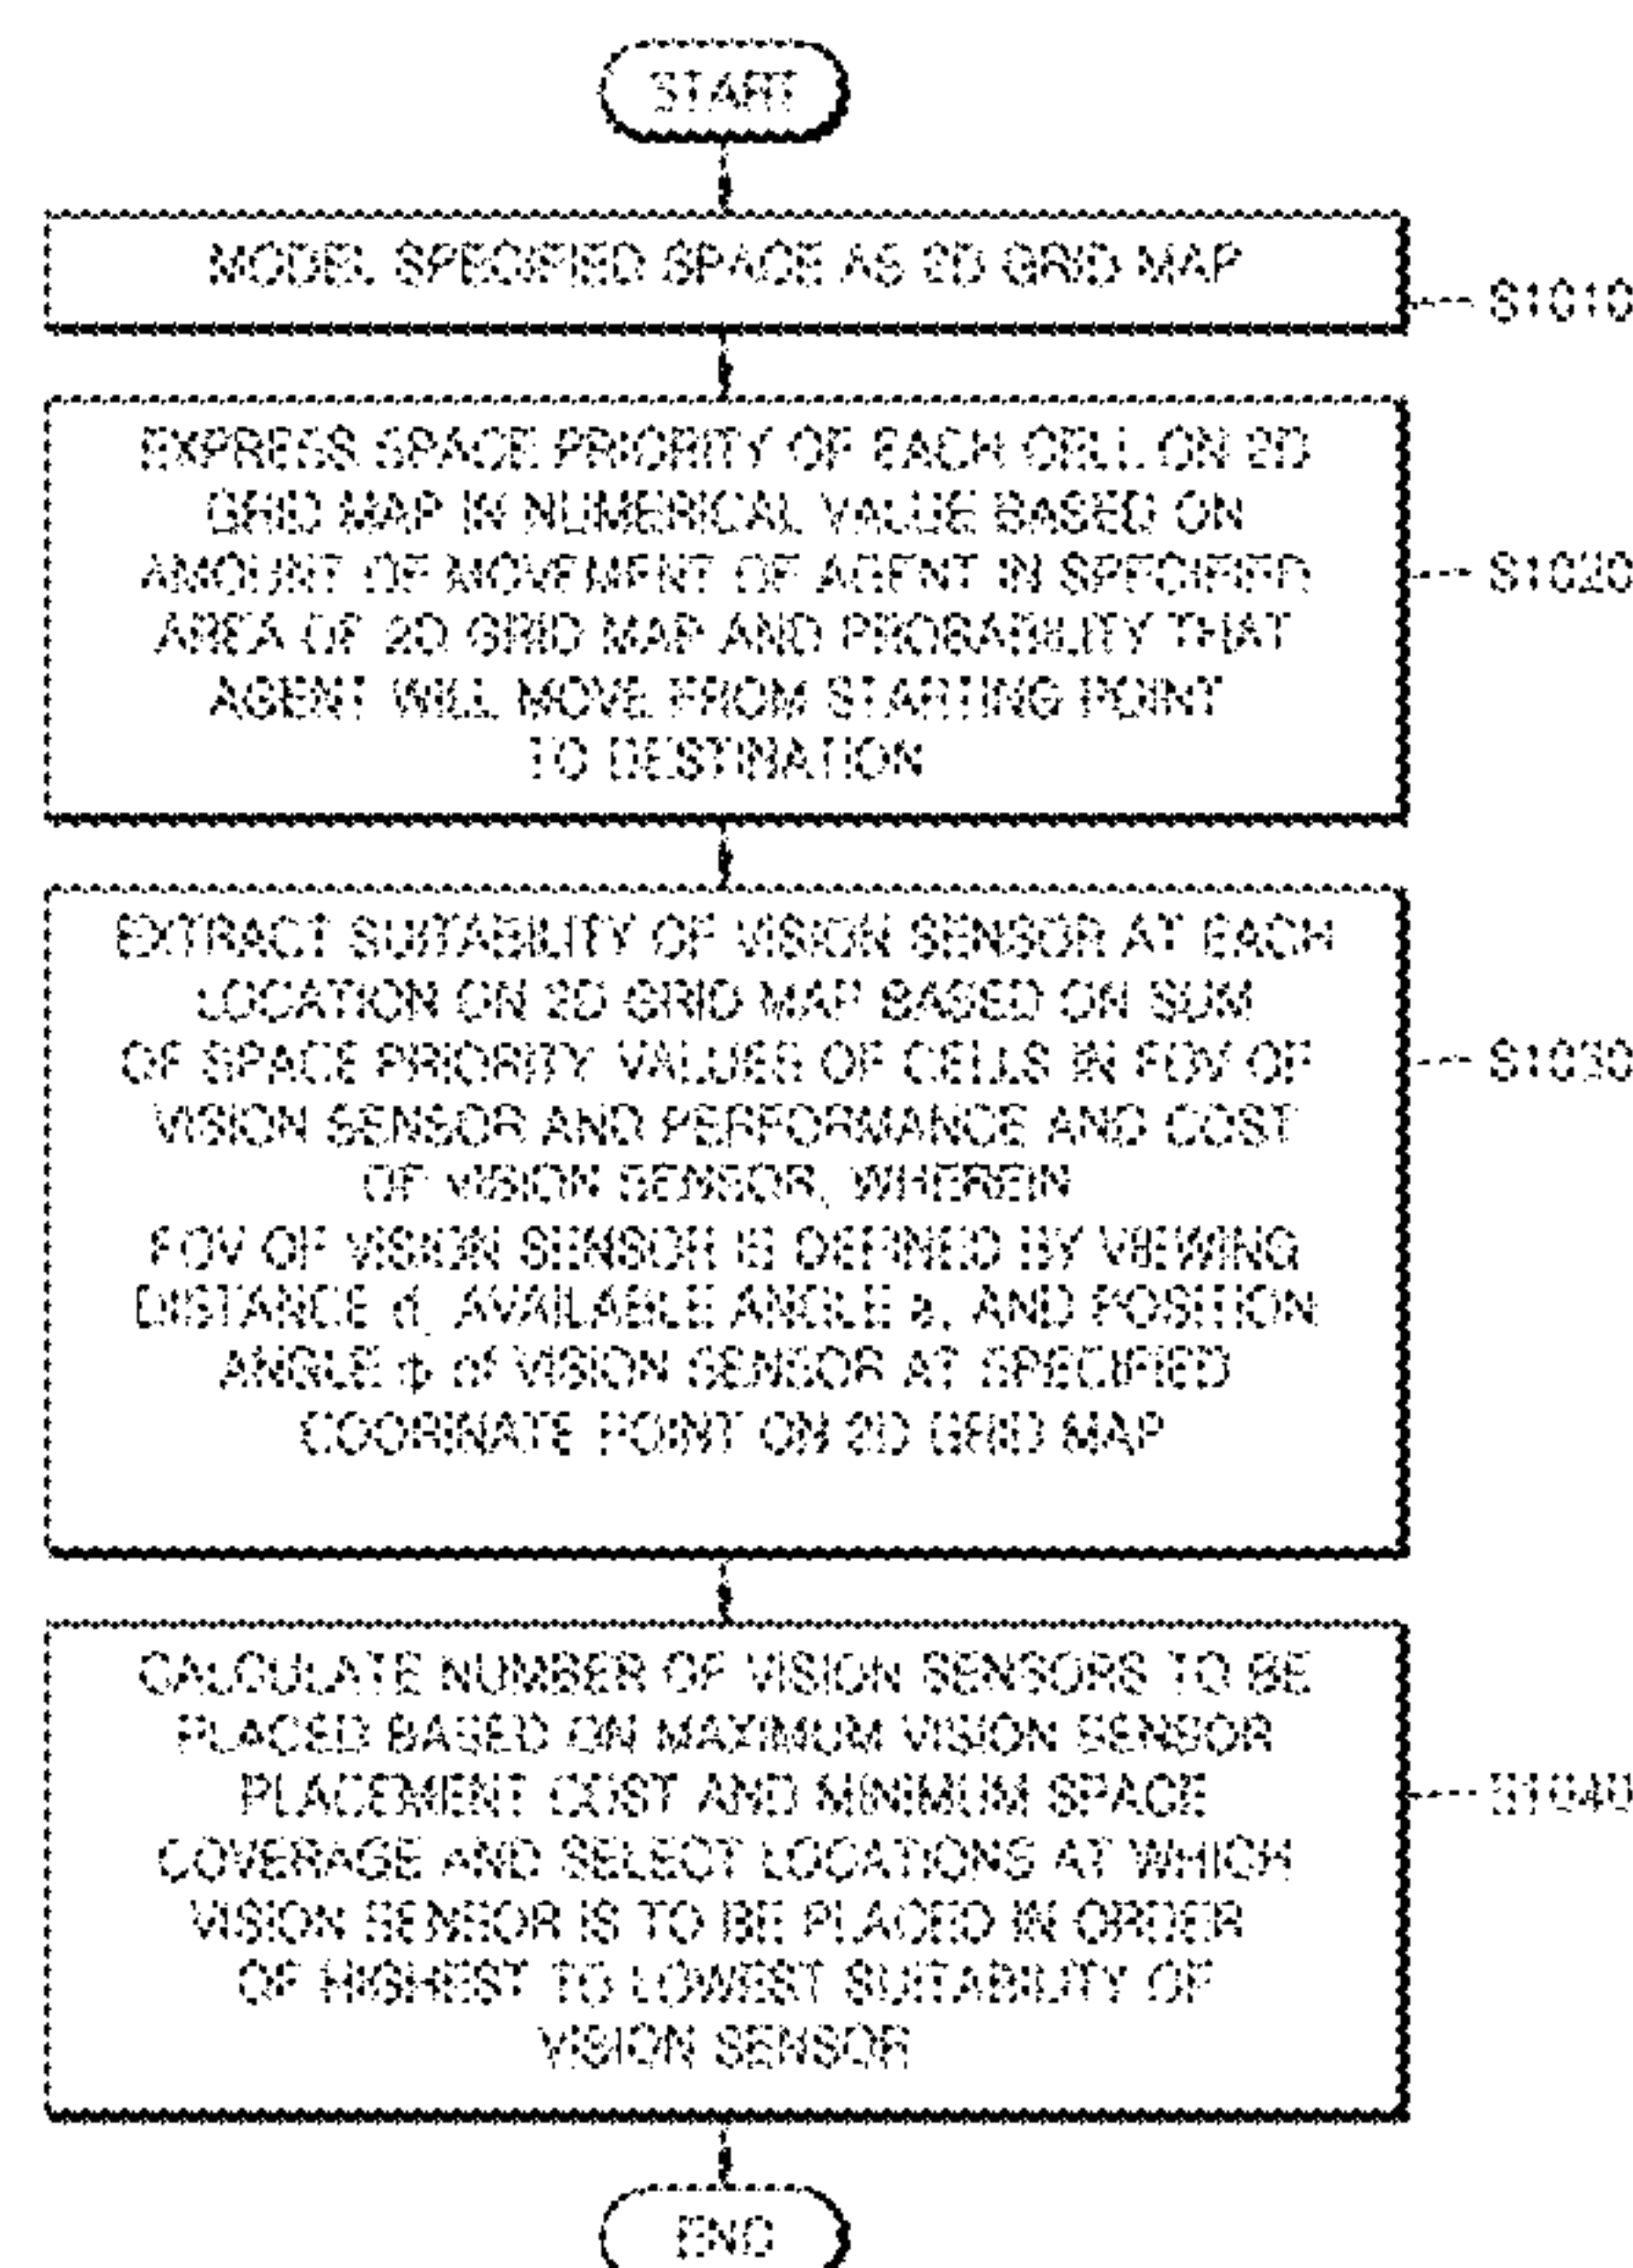 START
MODEL SPECIFIED SPACE AS 2D GRID MAP
S1010
EXPRESS SPACE PRIORITY OF EACH CELL ON 2D
GRID MAP IN NUMERICAL VALUE BASED ON
AMOUNT OF MOVEMENT OF AGENT IN SPECIFIED
AREA OF 2D GRID MAP AND PROBABILITY THAT
AGENT WILL MOVE FROM STARTING POINT
TO DESTINATION
S1020
EXTRACT SUITABILITY OF VISION SENSOR AT EACH
LOCATION ON 2D GRID MAP BASED ON SUM
OF SPACE PRIORITY VALUES OF CELLS IN FOV OF
VISION SENSOR AND PERFORMANCE AND COST
OF VISION SENSOR, WHEREIN
FOV OF VISION SENSOR IS DEFINED BY VIEWING
DISTANCE d, AVAILABLE ANGLE a, AND POSITION
ANGLE ϕ of VISION SENSOR AT SPECIFIED
COORINATE POINT ON 2D GRID MAP
S1030
CALCULATE NUMBER OF VISION SENSORS TO BE
PLACED BASED ON MAXIMUM VISION SENSOR
PLACEMENT COST AND MINIMUM SPACE
COVERAGE AND SELECT LOCATIONS AT WHICH
VISION SENSOR IS TO BE PLACED IN ORDER
OF HIGHEST TO LOWEST SUITABILITY OF
VISION SENSOR
S1040
END